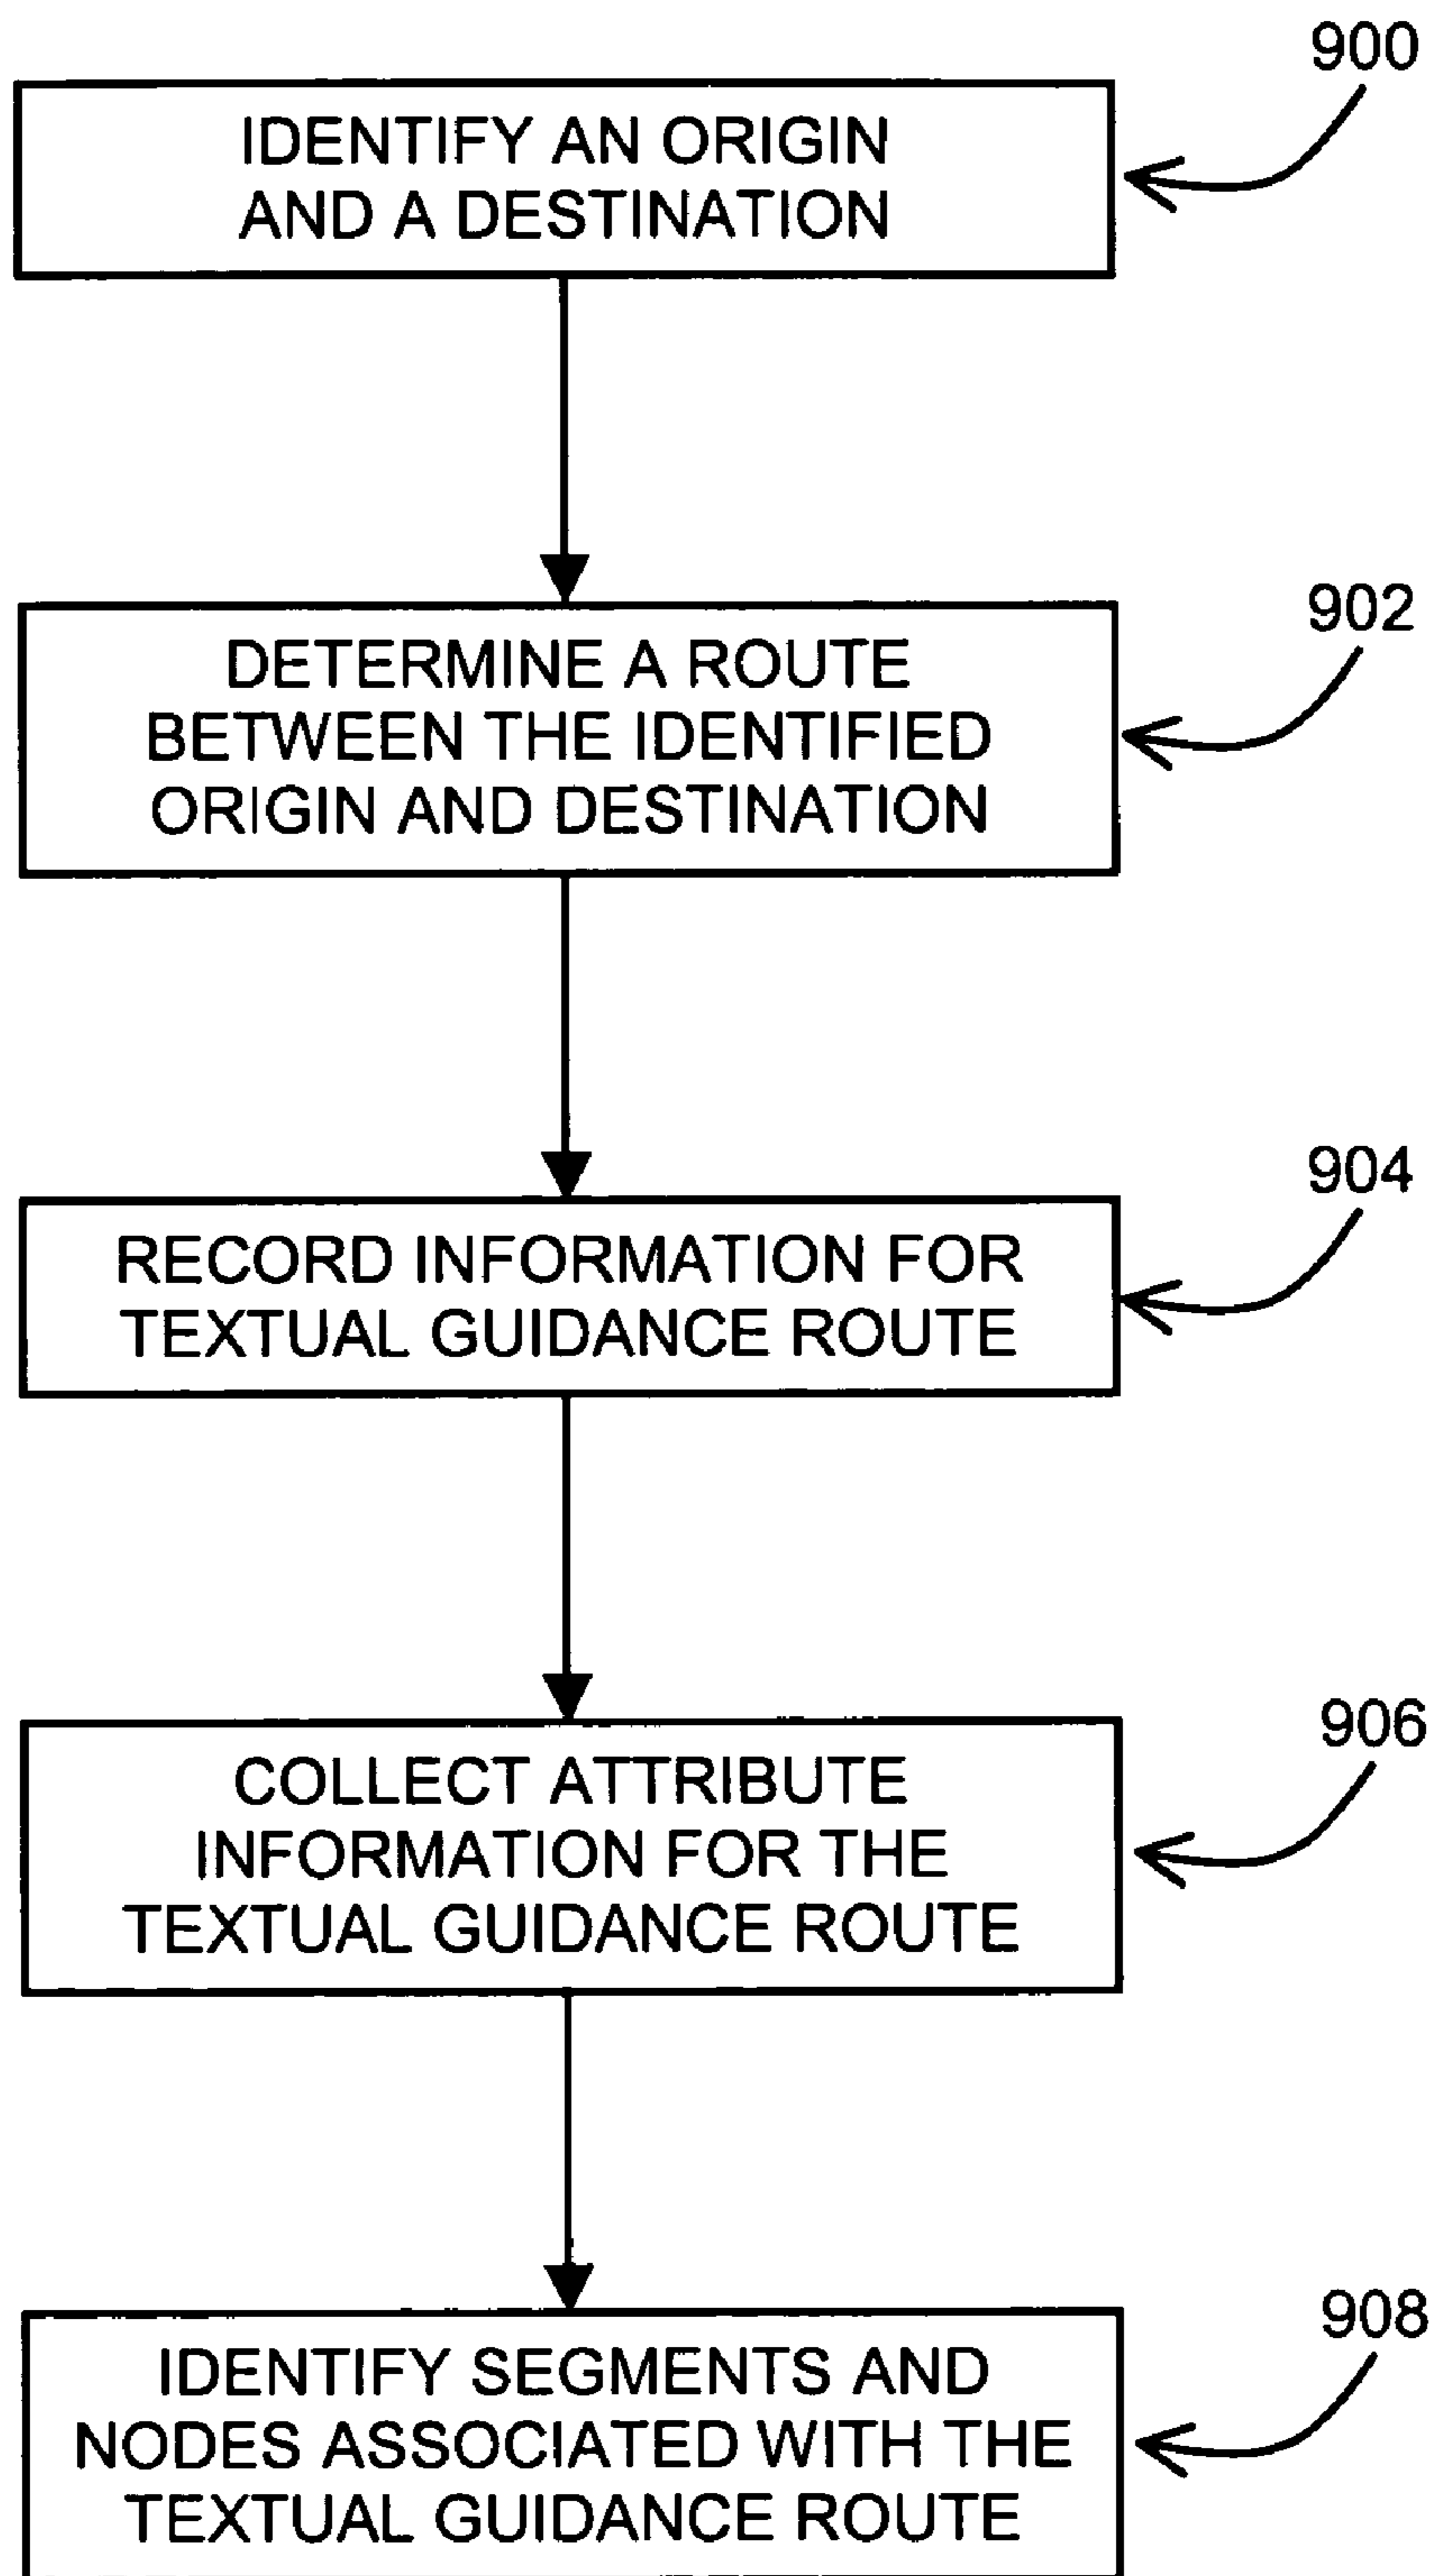 900
IDENTIFY AN ORIGIN
AND A DESTINATION
902
DETERMINE A ROUTE
BETWEEN THE IDENTIFIED
ORIGIN AND DESTINATION
904
RECORD INFORMATION FOR
TEXTUAL GUIDANCE ROUTE
906
COLLECT ATTRIBUTE
INFORMATION FOR THE
TEXTUAL GUIDANCE ROUTE
908
IDENTIFY SEGMENTS AND
NODES ASSOCIATED WITH THE
TEXTUAL GUIDANCE ROUTE